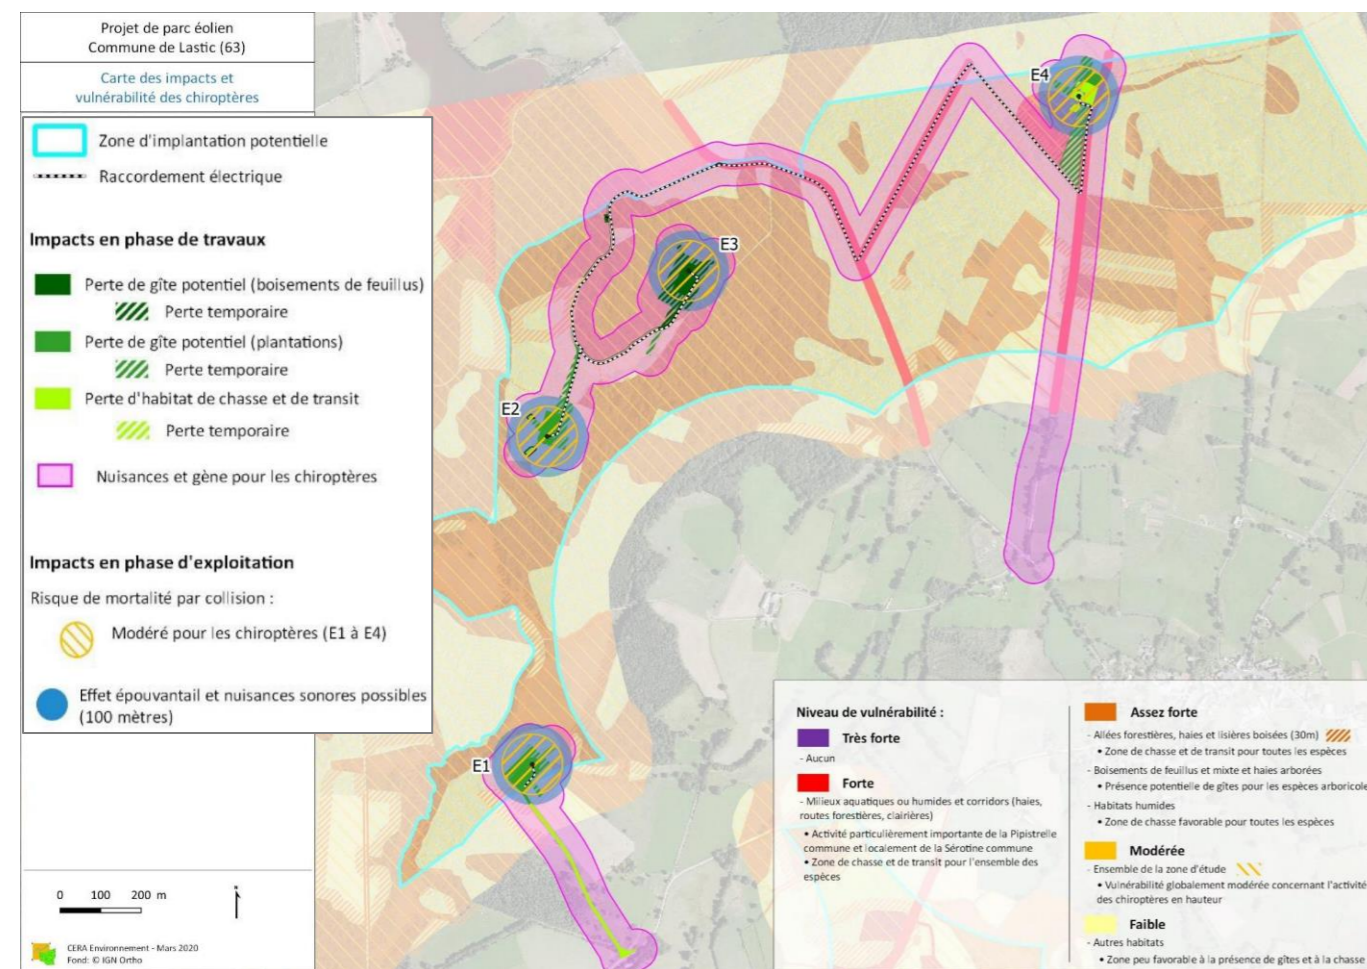 Projet de parc éolien
Commune de Lastic (63)
Carte des impacts et
vulnérabilité des chiroptères
Zone d'implantation potentielle
Raccordement électrique
Impacts en phase de travaux
Perte de gîte potentiel (boisements de feuillus)
Perte temporaire
Perte de gîte potentiel (plantations)
Perte temporaire
Perte d'habitat de chasse et de transit
Perte temporaire
Nuisances et gène pour les chiroptères
Impacts en phase d'exploitation
Risque de mortalité par collision :
Modéré pour les chiroptères (E1 à E4)
Effet épouvantail et nuisances sonores possibles
(100 mètres)
0 100 200 m
CERA Environnement - Mars 2020
Fond: © IGN Ortho
E4
E3
E2
E1
Niveau de vulnérabilité :
Très forte
- Aucun
Forte
- Milieux aquatiques ou humides et corridors (haies,
routes forestières, clairières)
• Activité particulièrement importante de la Pipistrelle
commune et localement de la Sérotine commune
• Zone de chasse et de transit pour l'ensemble des
espèces
Assez forte
- Allées forestières, haies et lisières boisées (30m)
• Zone de chasse et de transit pour toutes les espèces
- Boisements de feuillus et mixte et haies arborées
• Présence potentielle de gîtes pour les espèces arboricole
- Habitats humides
• Zone de chasse favorable pour toutes les espèces
Modérée
- Ensemble de la zone d'étude
• Vulnérabilité globalement modérée concernant l'activité
des chiroptères en hauteur
Faible
- Autres habitats
• Zone peu favorable à la présence de gîtes et à la chasse